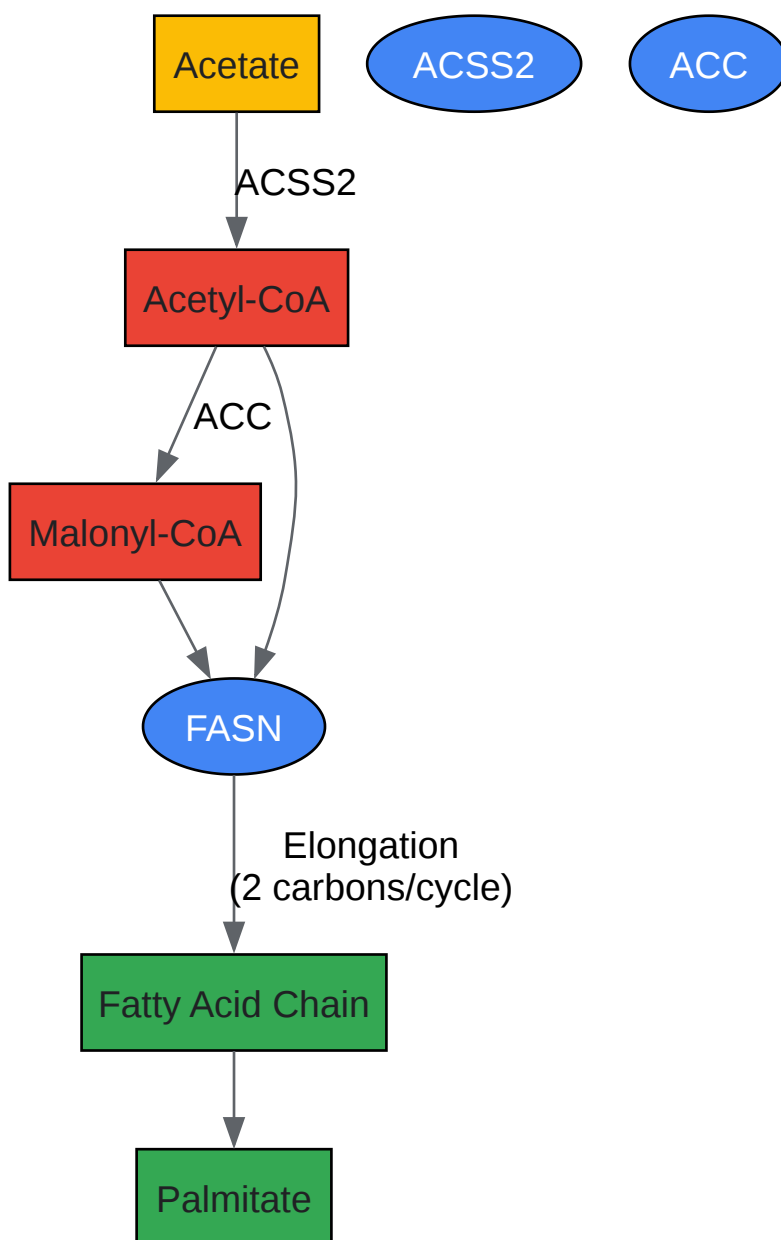 Acetate
ACSS2
ACC
ACSS2
Acetyl-CoA
ACC
Malonyl-CoA
FASN
Elongation
(2 carbons/cycle)
Fatty Acid Chain
Palmitate